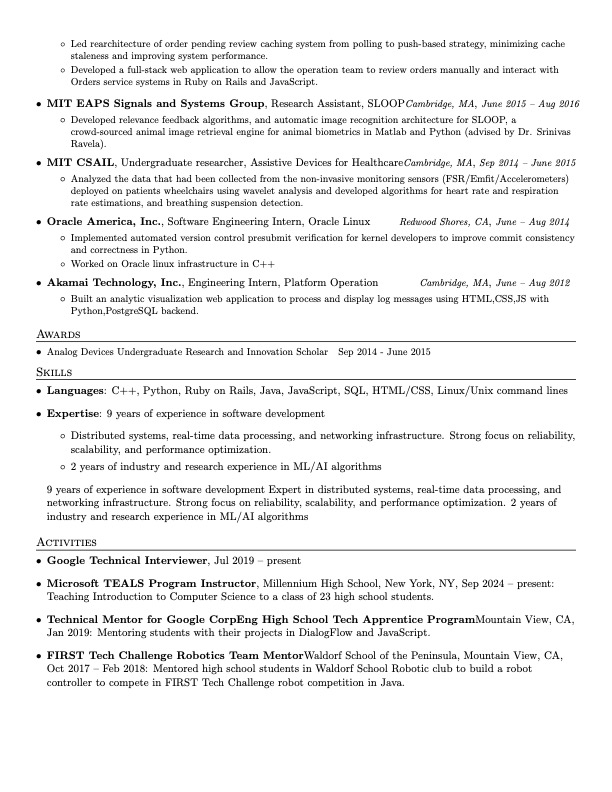 ◦ Led rearchitecture of order pending review caching system from polling to push-based strategy, minimizing cache
staleness and improving system performance.
◦ Developed a full-stack web application to allow the operation team to review orders manually and interact with
Orders service systems in Ruby on Rails and JavaScript.
• MIT EAPS Signals and Systems Group, Research Assistant, SLOOPCambridge, MA, June 2015 – Aug 2016
◦ Developed relevance feedback algorithms, and automatic image recognition architecture for SLOOP, a
crowd-sourced animal image retrieval engine for animal biometrics in Matlab and Python (advised by Dr. Srinivas
Ravela).
• MIT CSAIL, Undergraduate researcher, Assistive Devices for HealthcareCambridge, MA, Sep 2014 – June 2015
◦ Analyzed the data that had been collected from the non-invasive monitoring sensors (FSR/Emfit/Accelerometers)
deployed on patients wheelchairs using wavelet analysis and developed algorithms for heart rate and respiration
rate estimations, and breathing suspension detection.
• Oracle America, Inc., Software Engineering Intern, Oracle Linux Redwood Shores, CA, June – Aug 2014
◦ Implemented automated version control presubmit verification for kernel developers to improve commit consistency
and correctness in Python.
◦ Worked on Oracle linux infrastructure in C++
• Akamai Technology, Inc., Engineering Intern, Platform Operation Cambridge, MA, June – Aug 2012
◦ Built an analytic visualization web application to process and display log messages using HTML,CSS,JS with
Python,PostgreSQL backend.
Awards
• Analog Devices Undergraduate Research and Innovation Scholar Sep 2014 - June 2015
Skills
• Languages: C++, Python, Ruby on Rails, Java, JavaScript, SQL, HTML/CSS, Linux/Unix command lines
• Expertise: 9 years of experience in software development
◦ Distributed systems, real-time data processing, and networking infrastructure. Strong focus on reliability,
scalability, and performance optimization.
◦ 2 years of industry and research experience in ML/AI algorithms
9 years of experience in software development Expert in distributed systems, real-time data processing, and
networking infrastructure. Strong focus on reliability, scalability, and performance optimization. 2 years of
industry and research experience in ML/AI algorithms
Activities
• Google Technical Interviewer, Jul 2019 – present
• Microsoft TEALS Program Instructor, Millennium High School, New York, NY, Sep 2024 – present:
Teaching Introduction to Computer Science to a class of 23 high school students.
• Technical Mentor for Google CorpEng High School Tech Apprentice ProgramMountain View, CA,
Jan 2019: Mentoring students with their projects in DialogFlow and JavaScript.
• FIRST Tech Challenge Robotics Team MentorWaldorf School of the Peninsula, Mountain View, CA,
Oct 2017 – Feb 2018: Mentored high school students in Waldorf School Robotic club to build a robot
controller to compete in FIRST Tech Challenge robot competition in Java.